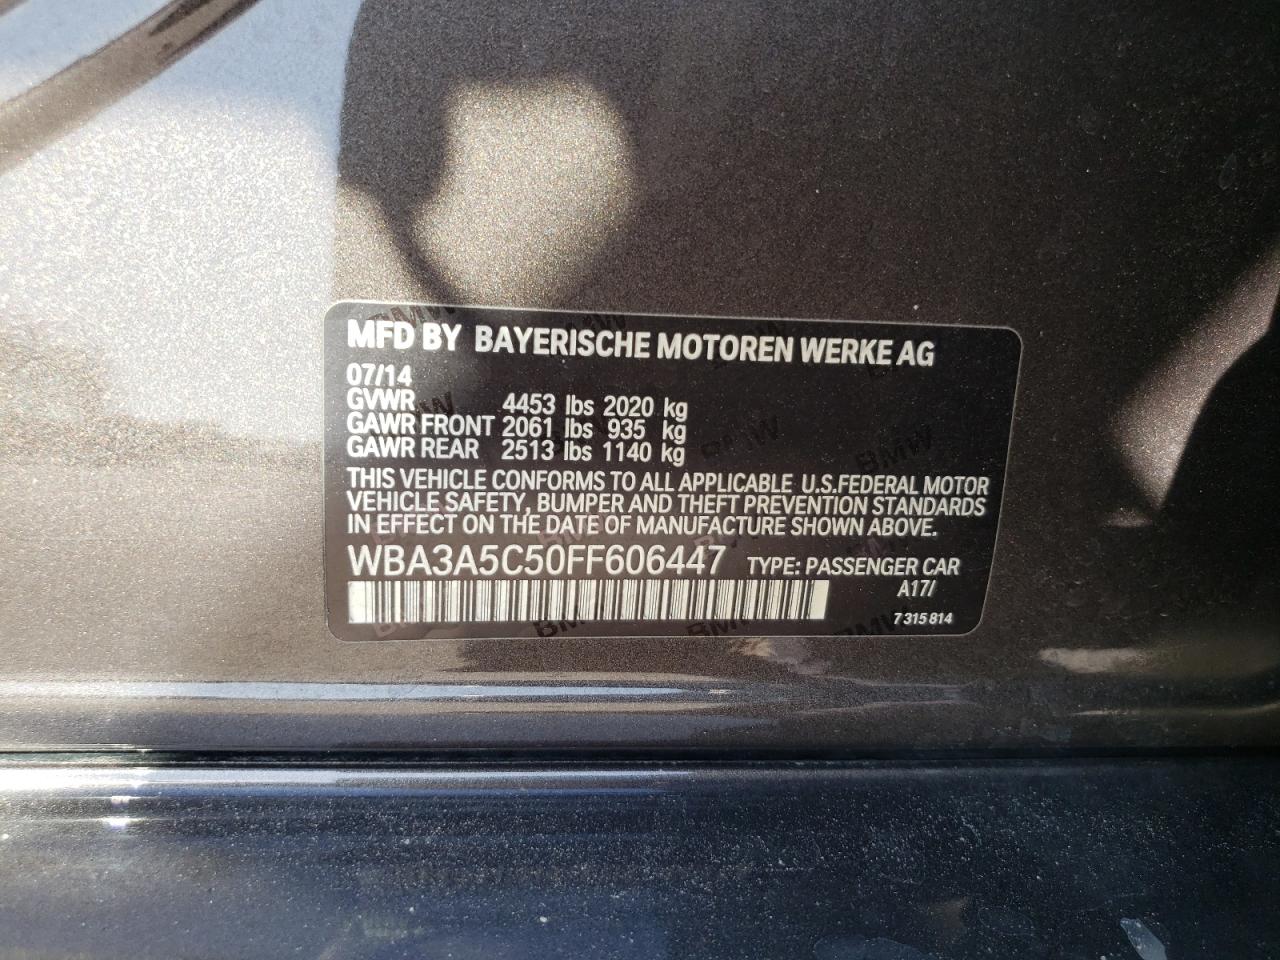 MFD BY BAYERISCHE MOTOREN WERKE AG
07/14
GVWR 4453 lbs 2020 kg
GAWR FRONT 2061 lbs 935 kg
GAWR REAR 2513 lbs 1140 kg
THIS VEHICLE CONFORMS TO ALL APPLICABLE U.S.FEDERAL MOTOR
VEHICLE SAFETY, BUMPER AND THEFT PREVENTION STANDARDS
IN EFFECT ON THE DATE OF MANUFACTURE SHOWN ABOVE.
WBA3A5C50FF606447 TYPE: PASSENGER CAR
A17/
7 315 814